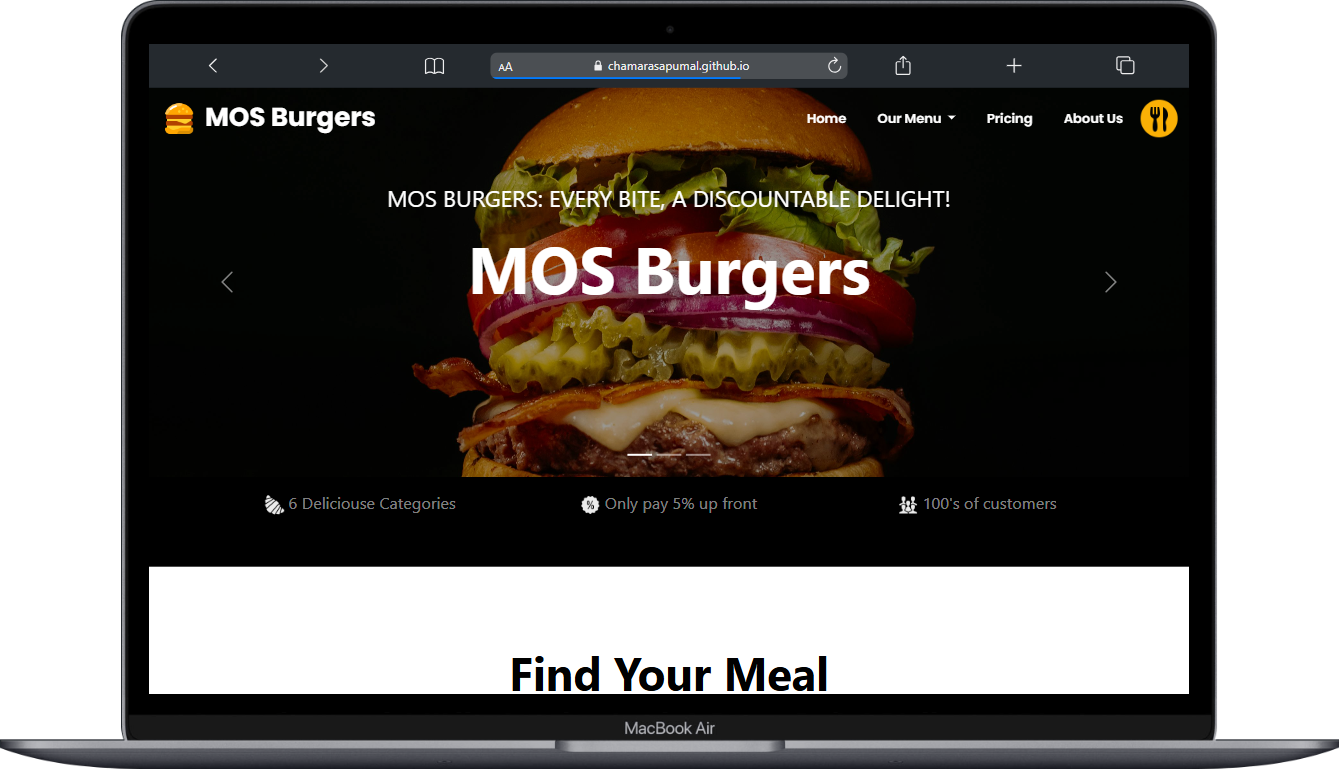 AA chamarasapumal.github.io
MOS Burgers Home Our Menu Pricing About Us
MOS BURGERS: EVERY BITE, A DISCOUNTABLE DELIGHT!
MOS Burgers
6 Deliciouse Categories Only pay 5% up front 100's of customers
Find Your Meal
MacBook Air